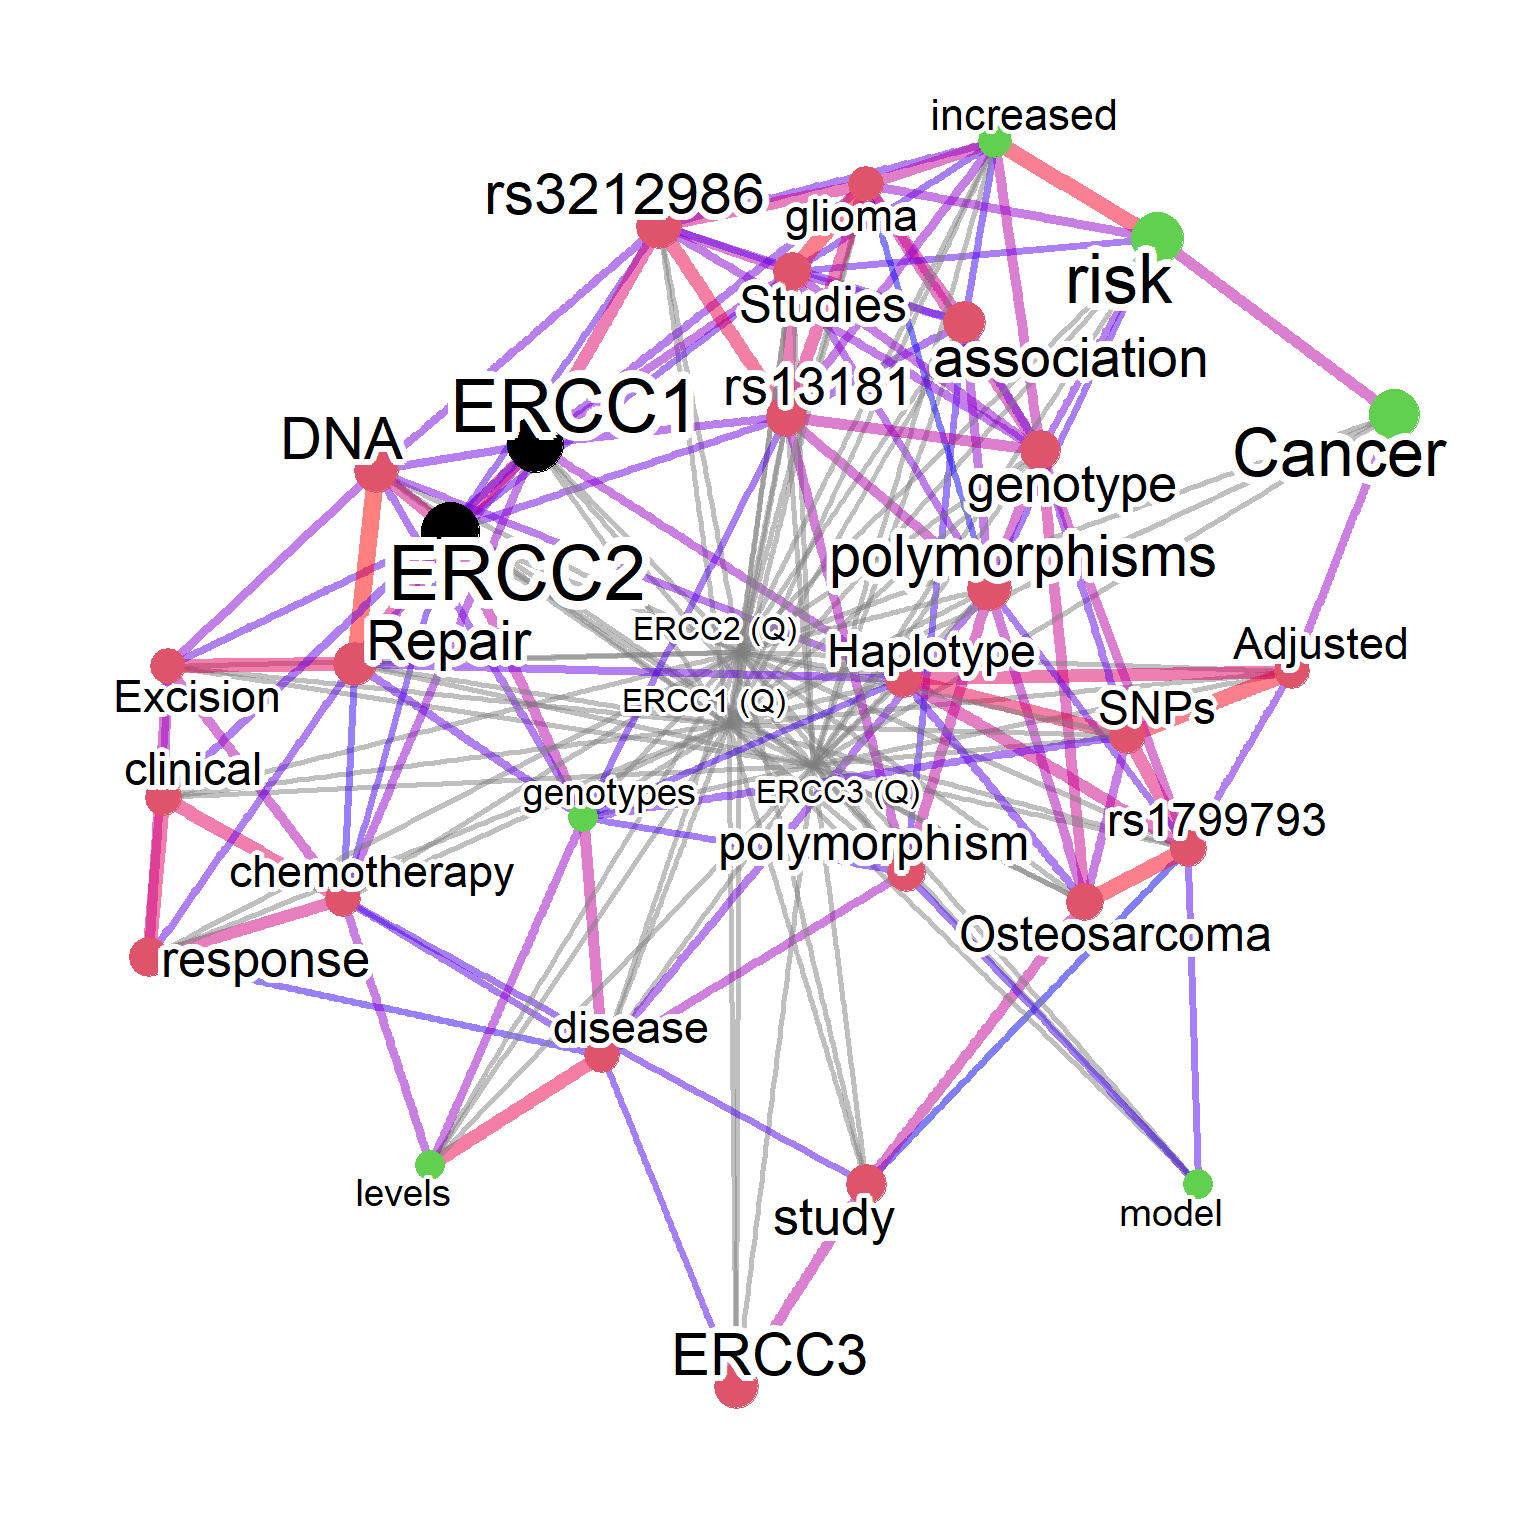 increased
rs3212986
glioma
risk
Studies
association
rs13181
ERCC1
DNA
Cancer
genotype
polymorphisms
ERCC2
ERCC2 (Q)
Repair
Haplotype
Adjusted
Excision
ERCC1 (Q)
SNPs
clinical
genotypes
ERCC3 (Q)
rs1799793
polymorphism
chemotherapy
Osteosarcoma
response
disease
levels
study
model
ERCC3